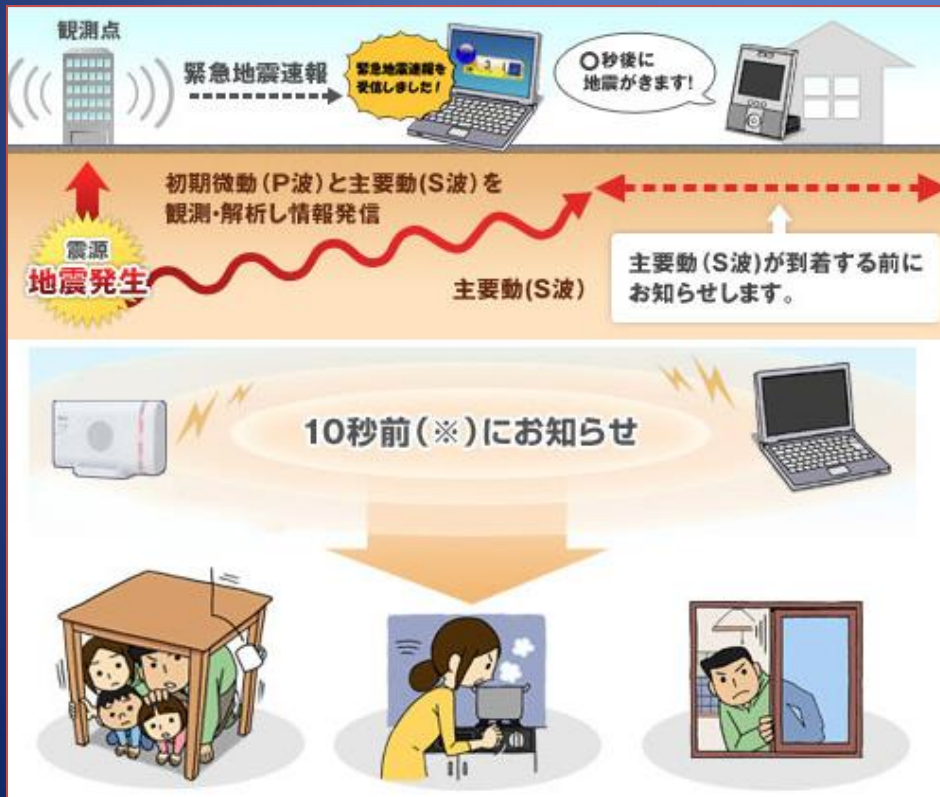 観測点
緊急地震速報
緊急地震速報を
受信しました!
○秒後に
地震がきます!
初期微動(P波)と主要動(S波)を
観測・解析し情報発信
震源
地震発生
主要動(S波)
主要動(S波)が到着する前に
お知らせします。
10秒前(※)にお知らせ